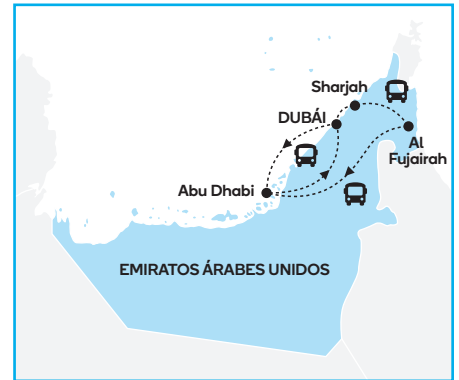 Sharjah
DUBÁI
Al
Fujairah
Abu Dhabi
EMIRATOS ÁRABES UNIDOS